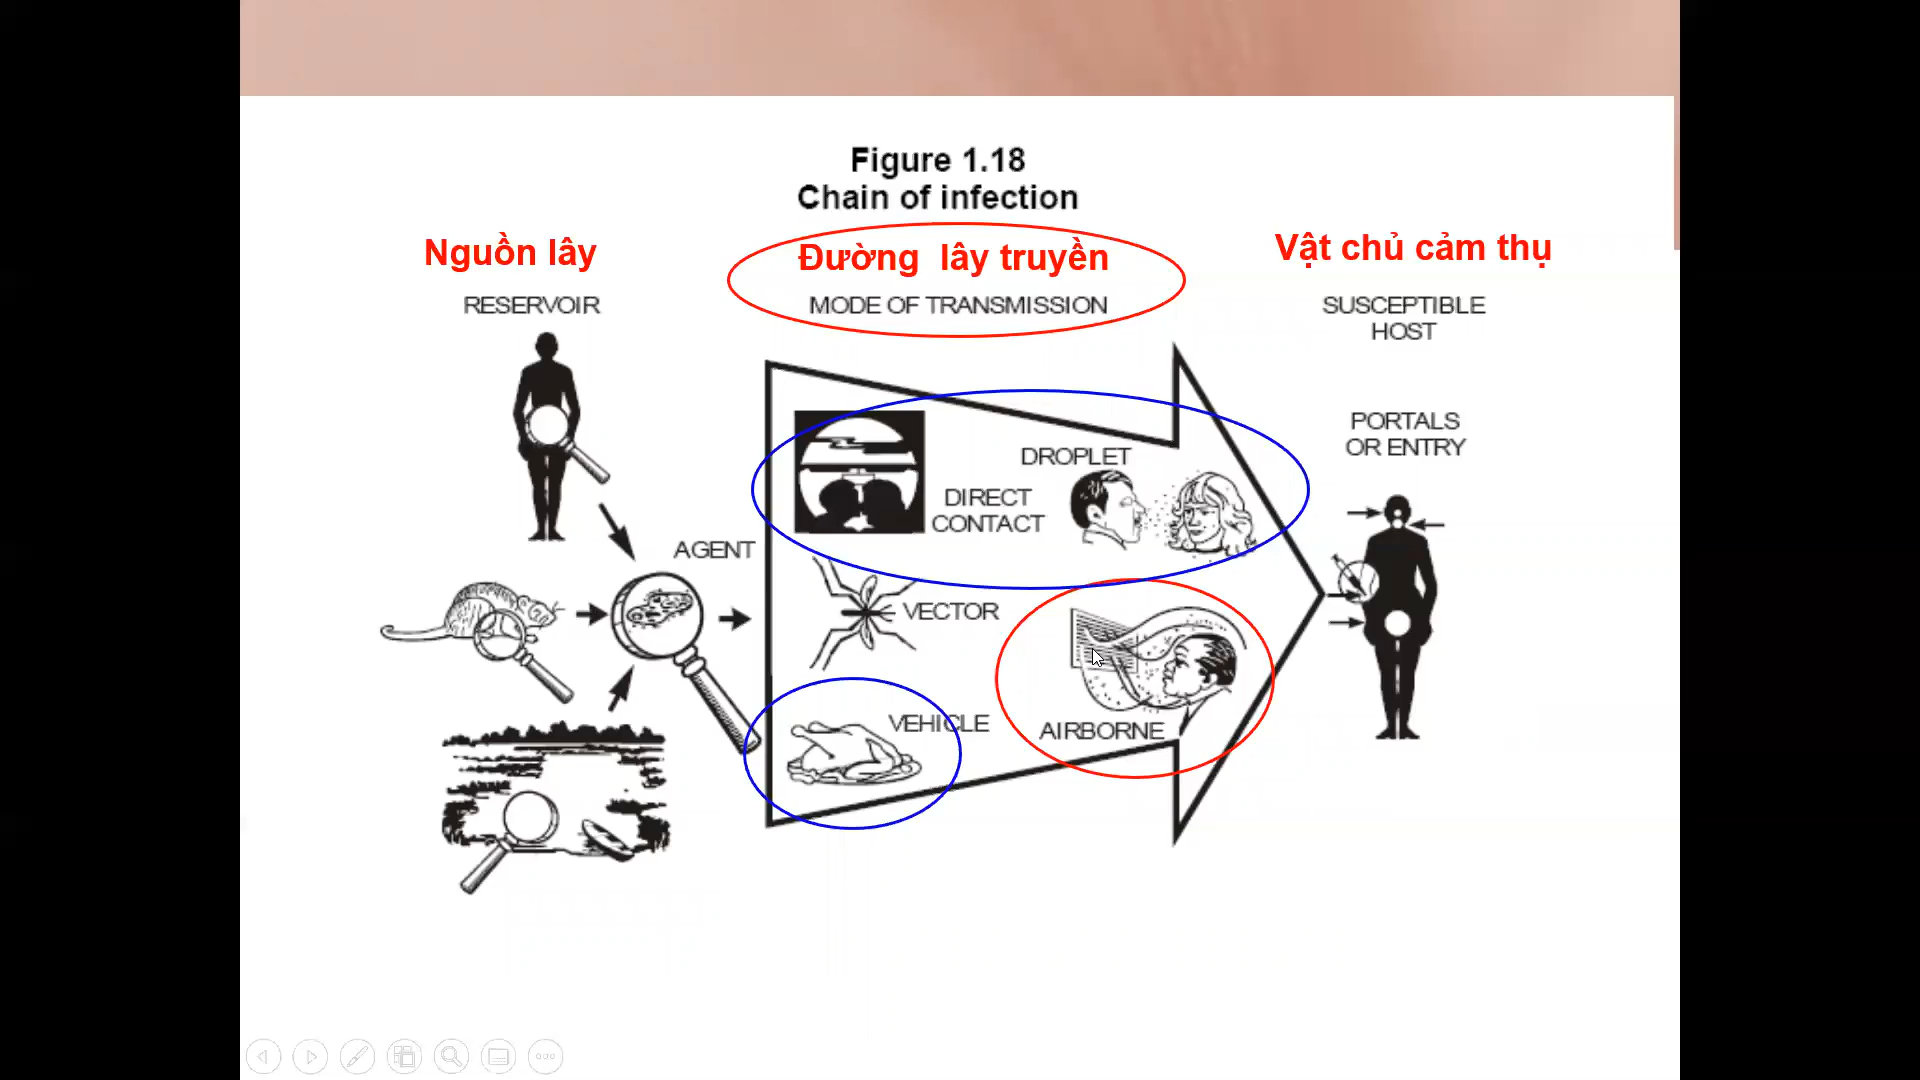 Figure 1.18
Chain of infection
Nguồn lây
Đường lây truyền
Vật chủ cảm thụ
RESERVOIR
MODE OF TRANSMISSION
SUSCEPTIBLE
HOST
PORTALS
OR ENTRY
DROPLET
DIRECT
CONTACT
AGENT
VECTOR
VEHICLE
AIRBORNE